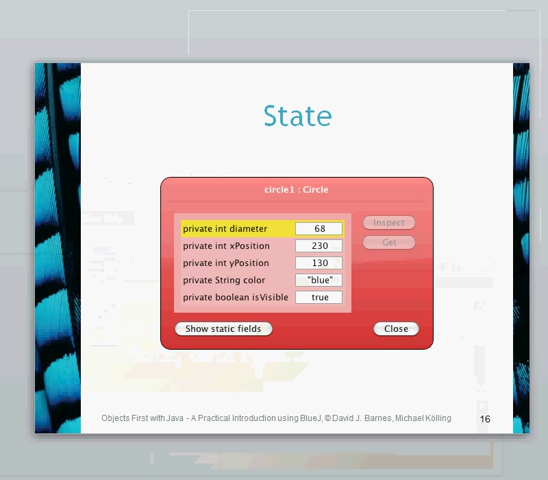 State
circle1 : Circle
private int diameter 68
private int xPosition 230
private int yPosition 130
private String color "blue"
private boolean isVisible true
Inspect
Get
Show static fields
Close
Objects First with Java - A Practical Introduction using BlueJ, © David J. Barnes, Michael Kölling
16